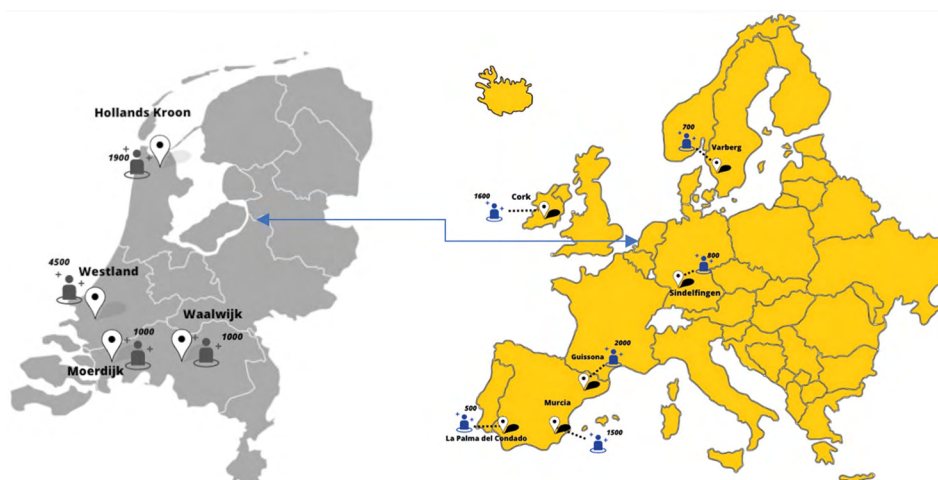 Hollands Kroon
1900
4500
Westland
Waalwijk
1000
1000
Moerdijk
700
Varberg
1600
Cork
800
Sindelfingen
2000
Guissona
Murcia
500
La Palma del Condado
1500